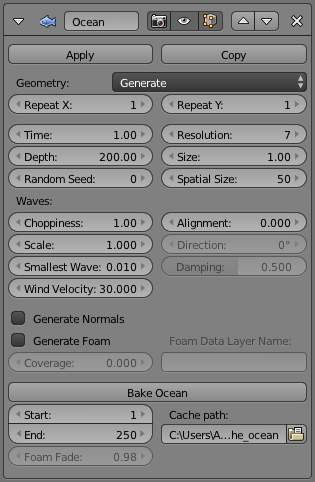 Ocean
Apply Copy
Geometry: Generate
Repeat X: 1 Repeat Y: 1
Time: 1.00 Resolution: 7
Depth: 200.00 Size: 1.00
Random Seed: 0 Spatial Size: 50
Waves:
Choppiness: 1.00 Alignment: 0.000
Scale: 1.000 Direction: 0°
Smallest Wave: 0.010 Damping: 0.500
Wind Velocity: 30.000
Generate Normals
Generate Foam Foam Data Layer Name:
Coverage: 0.000
Bake Ocean
Start: 1 Cache path:
End: 250 C:\Users\A...he_ocean
Foam Fade: 0.98